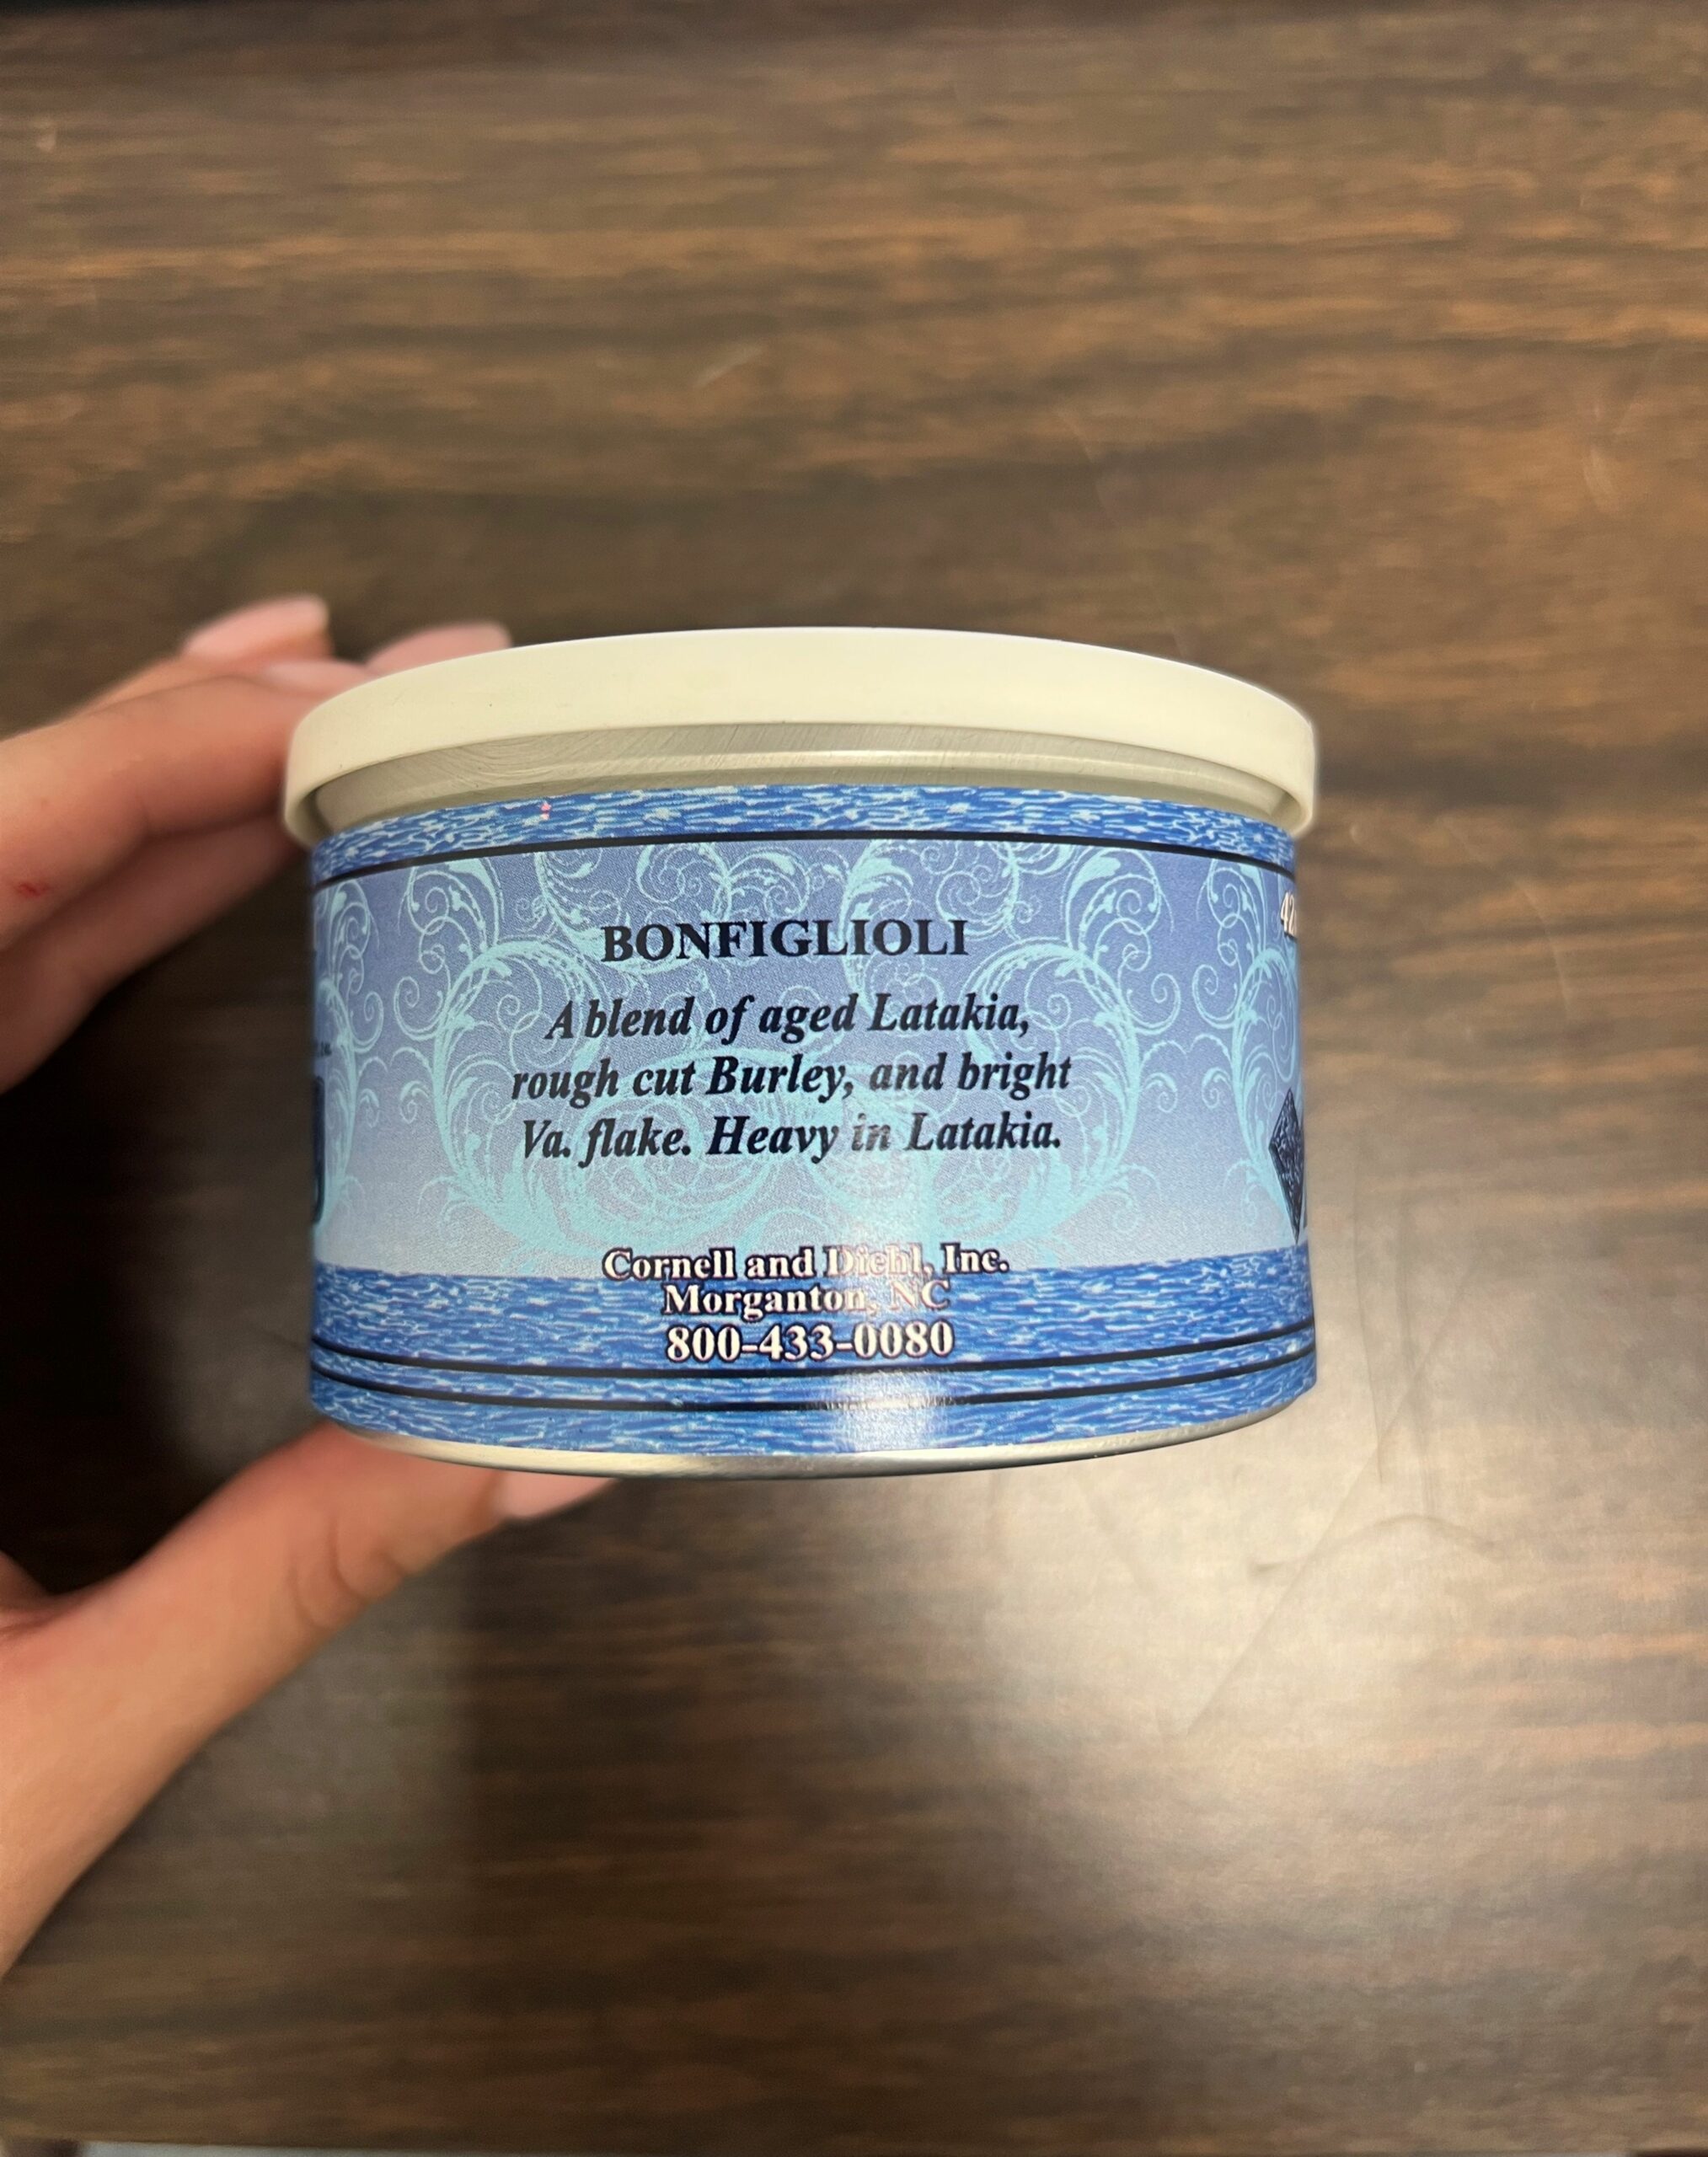 BONFIGLIOLI
A blend of aged Latakia,
rough cut Burley, and bright
Va. flake. Heavy in Latakia.
Cornell and Diehl, Inc.
Morganton, NC
800-433-0080